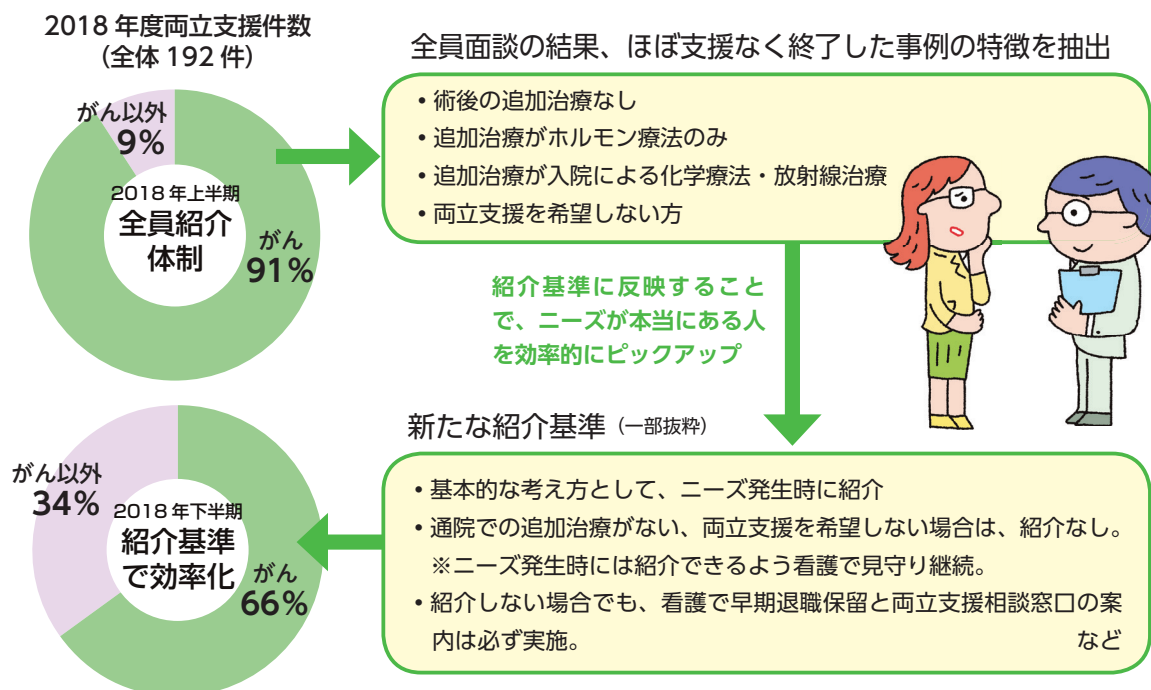 2018 年度両立支援件数
（全体 192 件）
がん以外
9%
2018 年上半期
全員紹介
体制
がん
91%
全員面談の結果、ほぼ支援なく終了した事例の特徴を抽出
・術後の追加治療なし
・追加治療がホルモン療法のみ
・追加治療が入院による化学療法・放射線治療
・両立支援を希望しない方
紹介基準に反映すること
で、ニーズが本当にある人
を効率的にピックアップ
新たな紹介基準（一部抜粋）
・基本的な考え方として、ニーズ発生時に紹介
・通院での追加治療がない、両立支援を希望しない場合は、紹介なし。
※ニーズ発生時には紹介できるよう看護で見守り継続。
・紹介しない場合でも、看護で早期退職保留と両立支援相談窓口の案
内は必ず実施。 など
がん以外
34%
2018 年下半期
紹介基準
で効率化
がん
66%